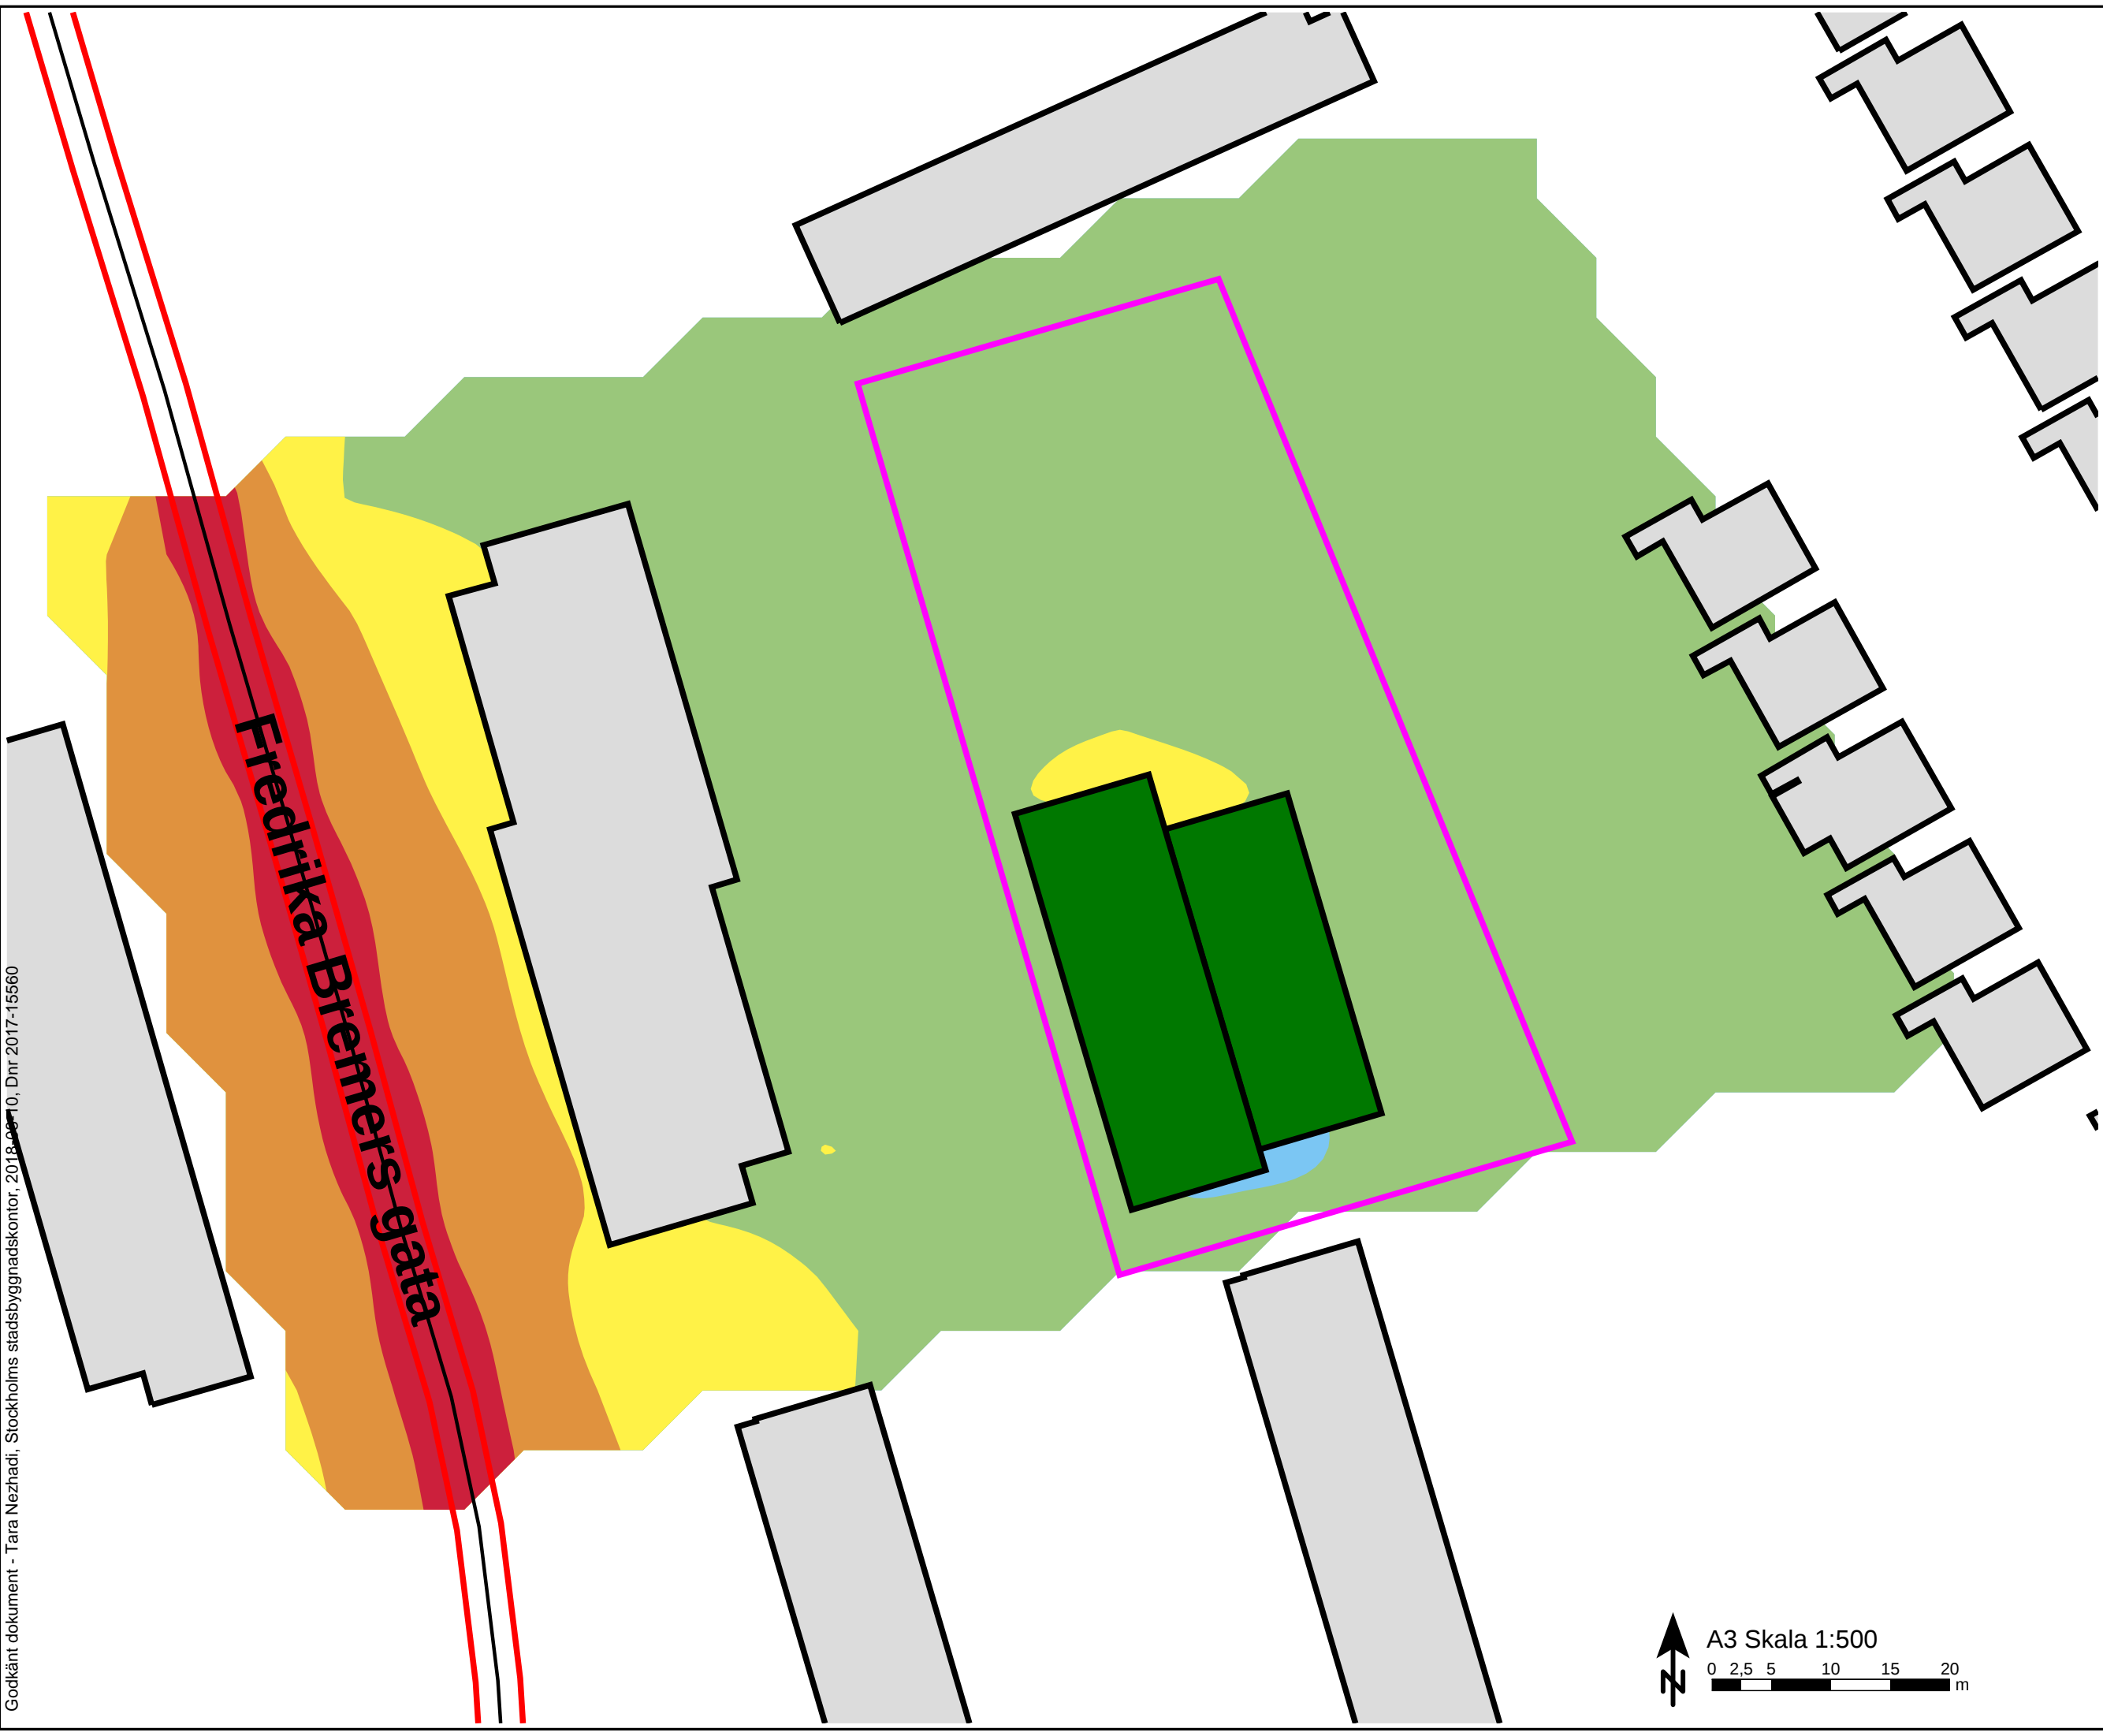 Godkänt dokument - Tara Nezhadi, Stockholms stadsbyggnadskontor, 2018-08-10, Dnr 2017-15560
Fredrika Bremers gata
A3 Skala 1:500
0 2,5 5 10 15 20
m
N